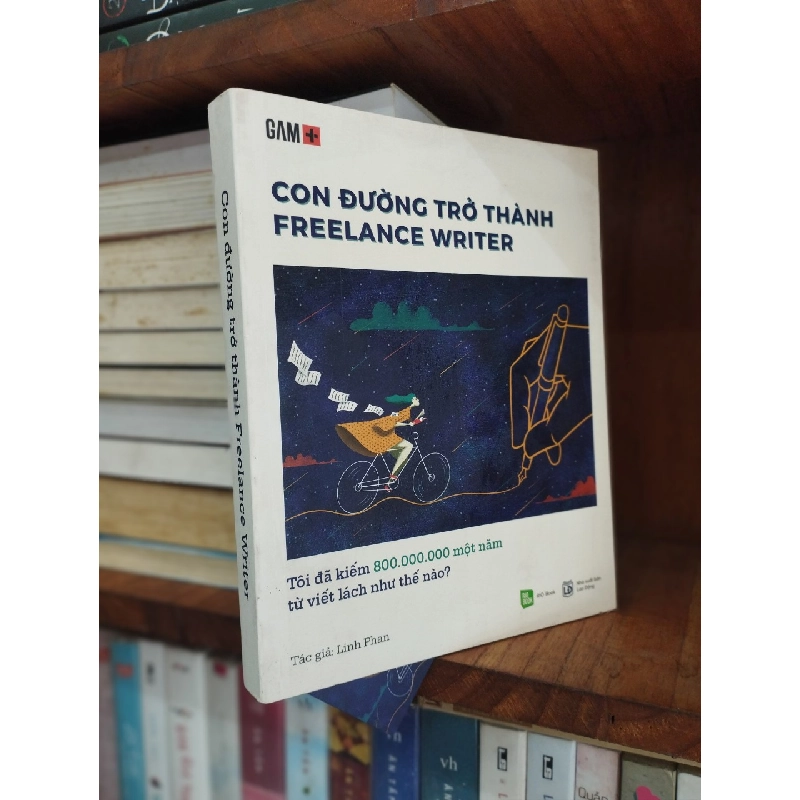 GAM+
CON ĐƯỜNG TRỞ THÀNH
FREELANCE WRITER
Tôi đã kiếm 800.000.000 một năm
từ viết lách như thế nào?
Tác giả: Linh Phan
Con đường trở thành Freelance Writer
vh